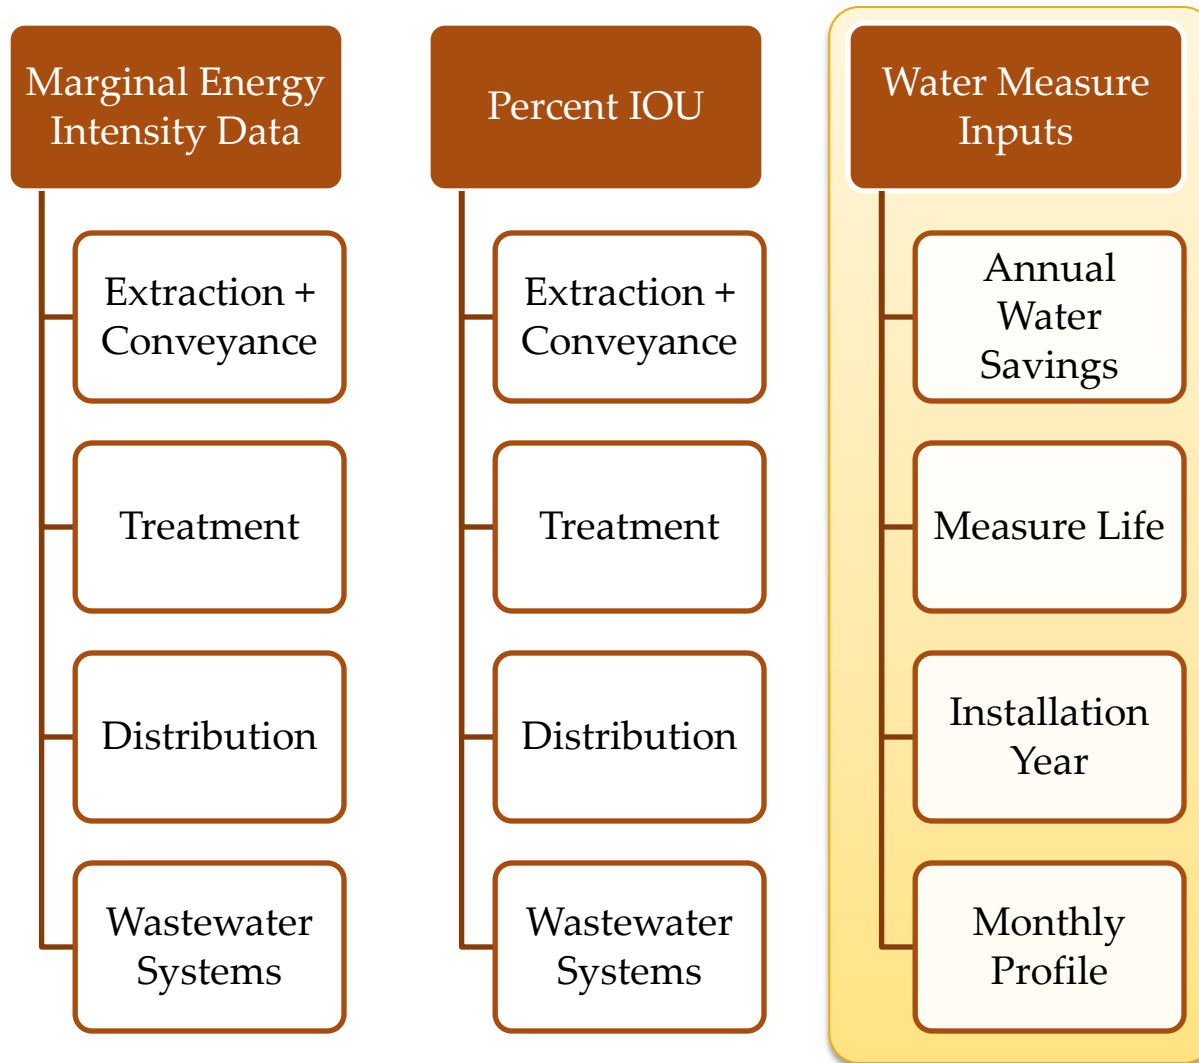 Marginal Energy
Intensity Data
Extraction +
Conveyance
Treatment
Distribution
Wastewater
Systems
Percent IOU
Extraction +
Conveyance
Treatment
Distribution
Wastewater
Systems
Water Measure
Inputs
Annual
Water
Savings
Measure Life
Installation
Year
Monthly
Profile